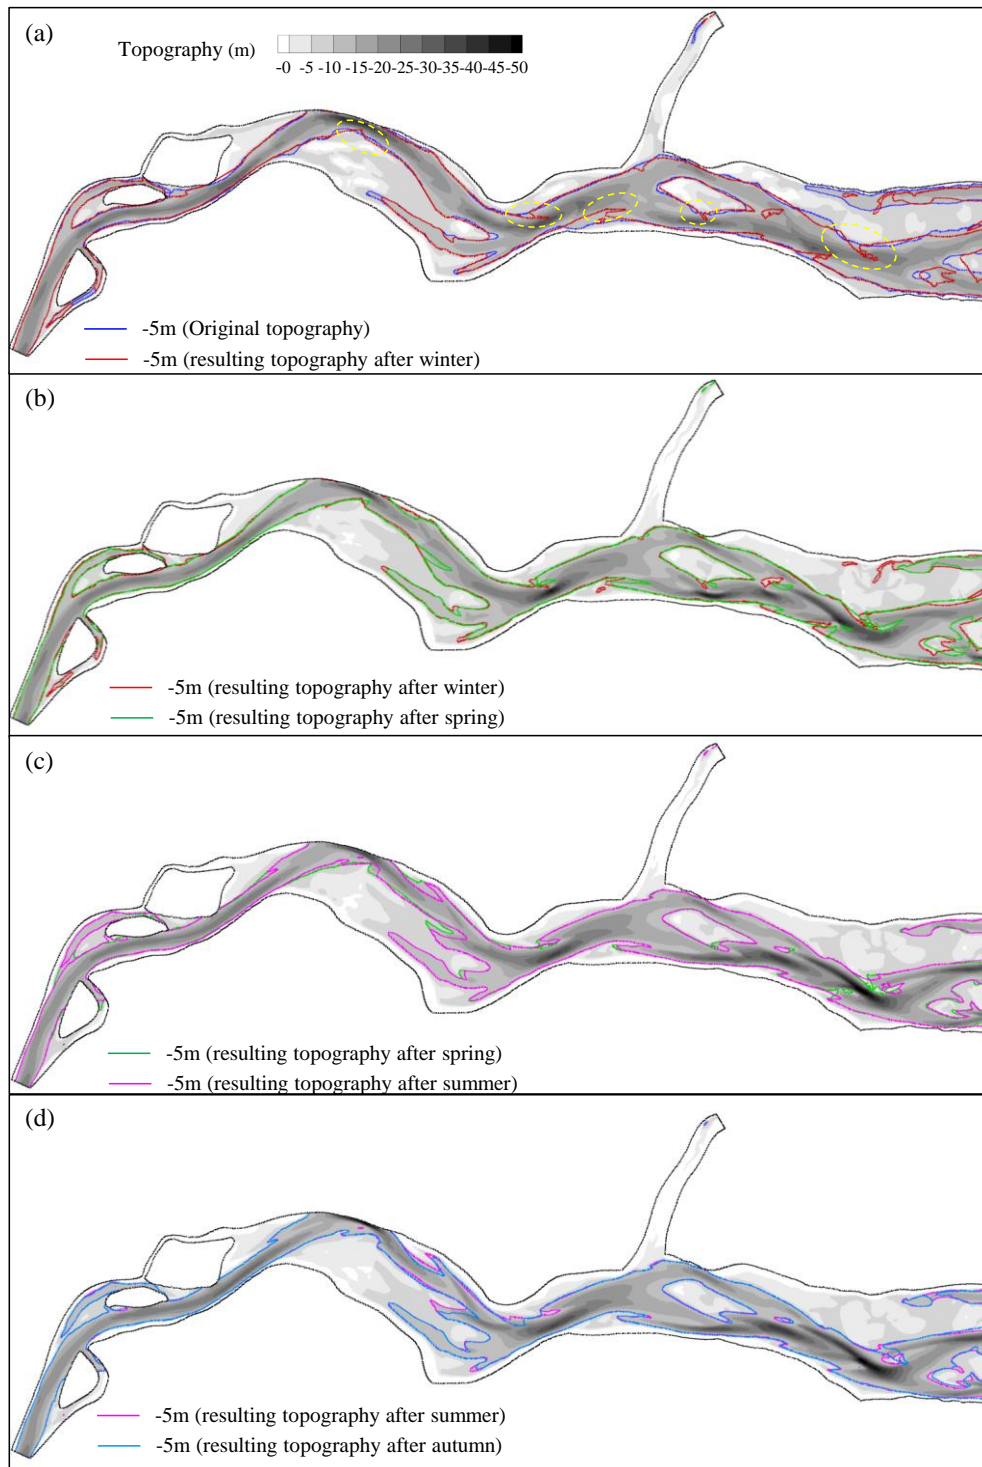 (a)
Topography (m)
-0 -5 -10 -15-20-25-30-35-40-45-50
-5m (Original topography)
-5m (resulting topography after winter)
(b)
-5m (resulting topography after winter)
-5m (resulting topography after spring)
(c)
-5m (resulting topography after spring)
-5m (resulting topography after summer)
(d)
-5m (resulting topography after summer)
-5m (resulting topography after autumn)